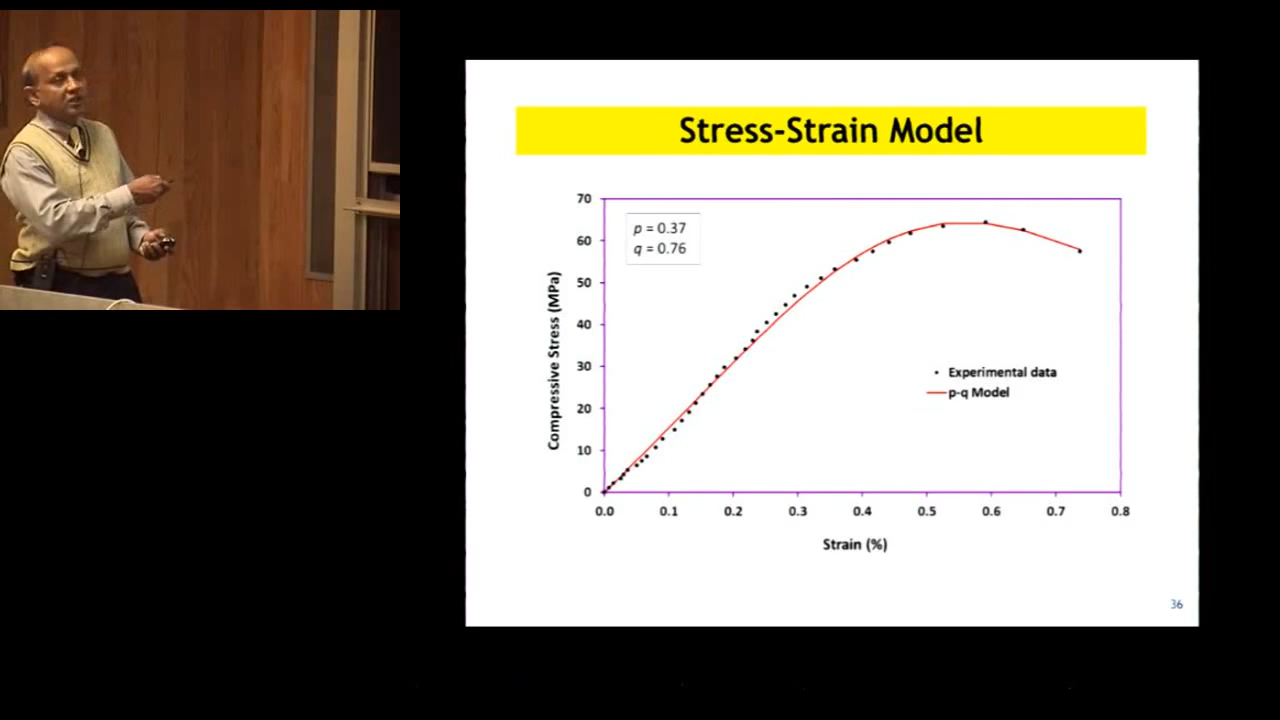 Stress-Strain Model
p = 0.37
q = 0.76
Compressive Stress (MPa)
70
60
50
40
30
20
10
0
0.0 0.1 0.2 0.3 0.4 0.5 0.6 0.7 0.8
Strain (%)
Experimental data
p-q Model
36